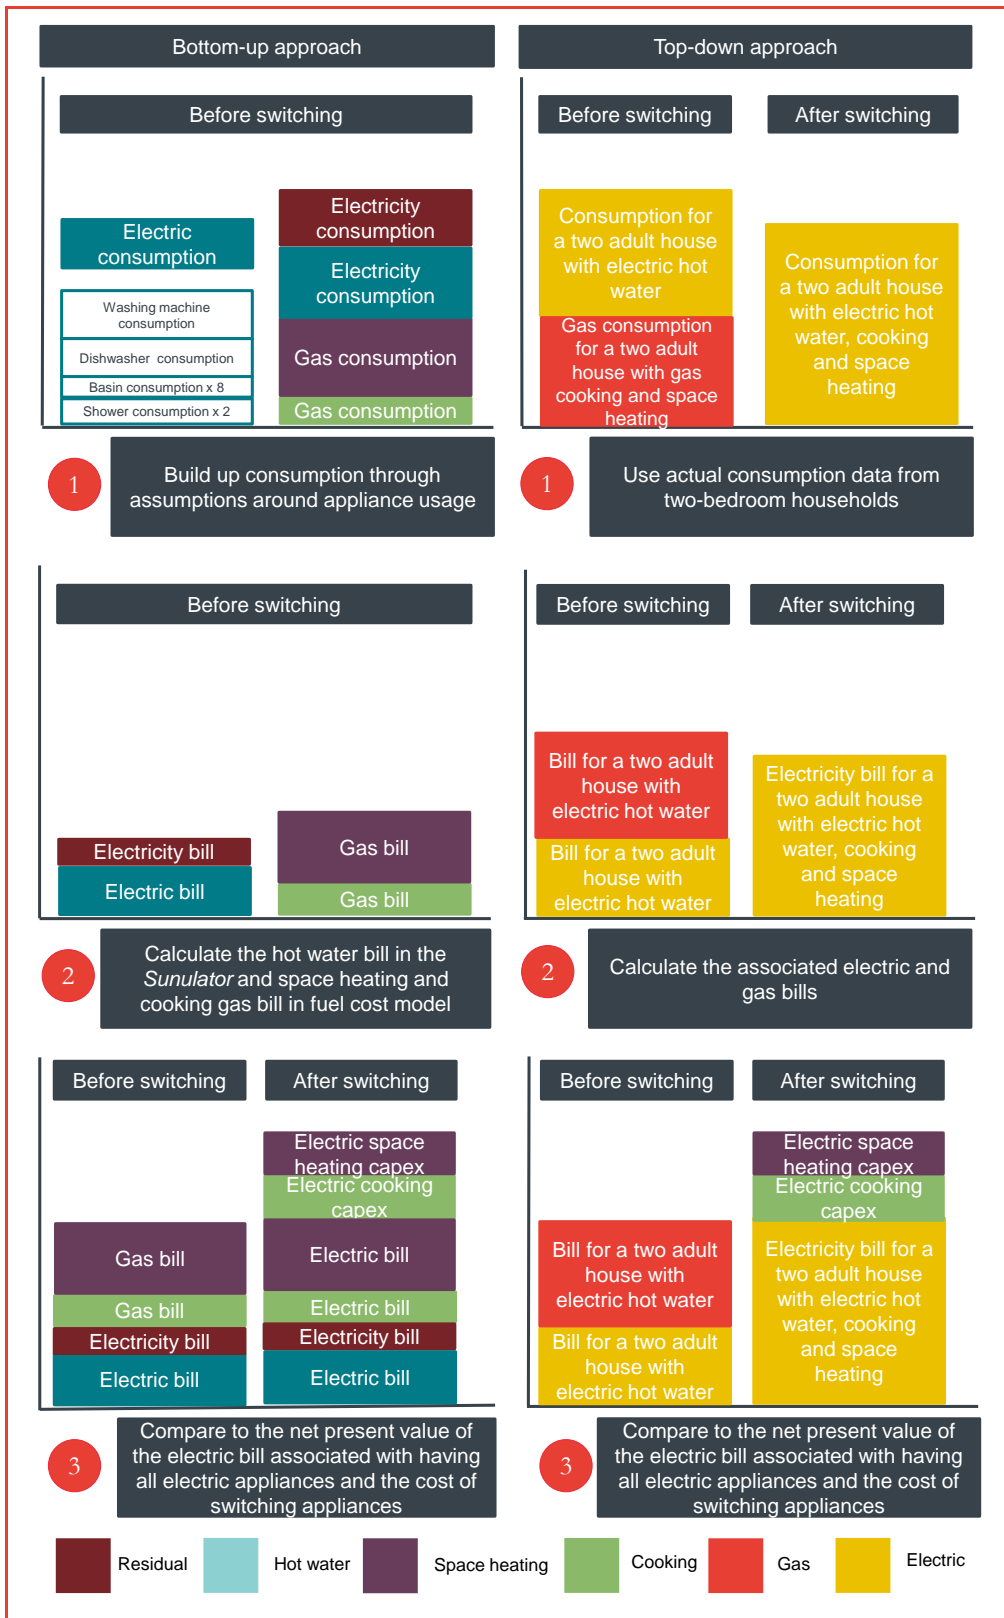 Bottom-up approach
Before switching
Electric
consumption
Washing machine
consumption
Dishwasher consumption
Basin consumption x 8
Shower consumption x 2
Electricity
consumption
Electricity
consumption
Gas consumption
Gas consumption
1
Build up consumption through
assumptions around appliance usage
Top-down approach
Before switching
After switching
Consumption for
a two adult house
with electric hot
water
Gas consumption
for a two adult
house with gas
cooking and space
heating
Consumption for
a two adult house
with electric hot
water, cooking
and space
heating
1
Use actual consumption data from
two-bedroom households
Before switching
Electricity bill
Electric bill
Gas bill
Gas bill
2
Calculate the hot water bill in the
Sunulator and space heating and
cooking gas bill in fuel cost model
Before switching
After switching
Bill for a two adult
house with
electric hot water
Bill for a two adult
house with
electric hot water
Electricity bill for a
two adult house
with electric hot
water, cooking
and space
heating
2
Calculate the associated electric and
gas bills
Before switching
After switching
Gas bill
Gas bill
Electricity bill
Electric bill
Electric space
heating capex
Electric cooking
capex
Electric bill
Electric bill
Electricity bill
Electric bill
3
Compare to the net present value of
the electric bill associated with having
all electric appliances and the cost of
switching appliances
Before switching
After switching
Bill for a two adult
house with
electric hot water
Bill for a two adult
house with
electric hot water
Electric space
heating capex
Electric cooking
capex
Electricity bill for a
two adult house
with electric hot
water, cooking
and space
heating
3
Compare to the net present value of
the electric bill associated with having
all electric appliances and the cost of
switching appliances
Residual
Hot water
Space heating
Cooking
Gas
Electric